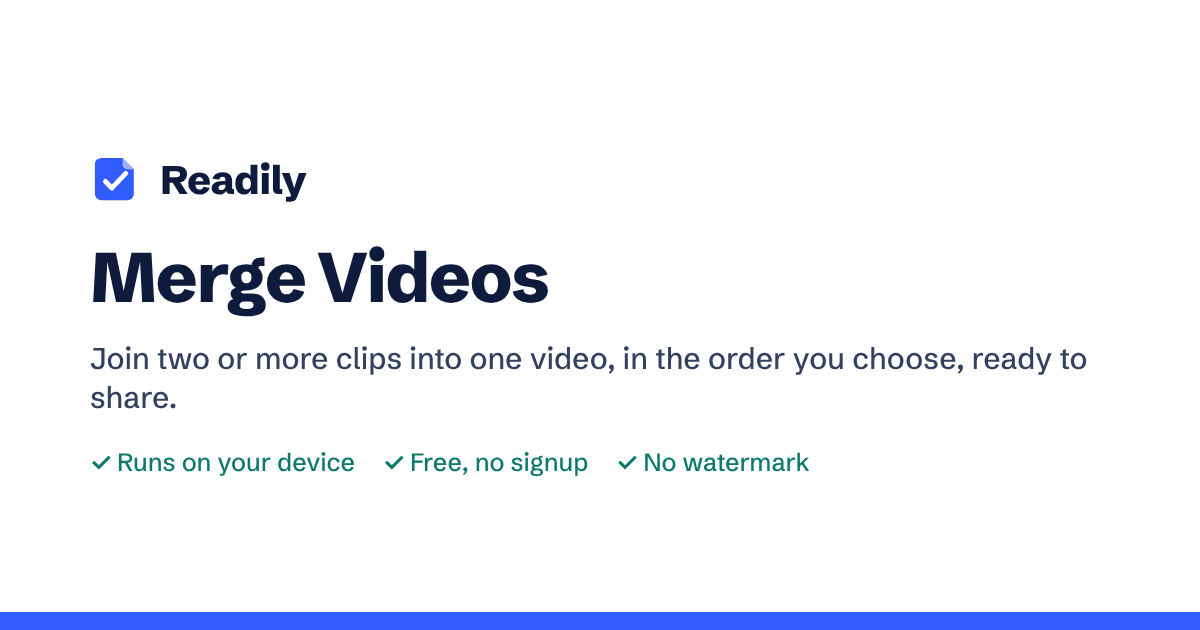 Readily
Merge Videos
Join two or more clips into one video, in the order you choose, ready to
share.
✓ Runs on your device ✓ Free, no signup ✓ No watermark